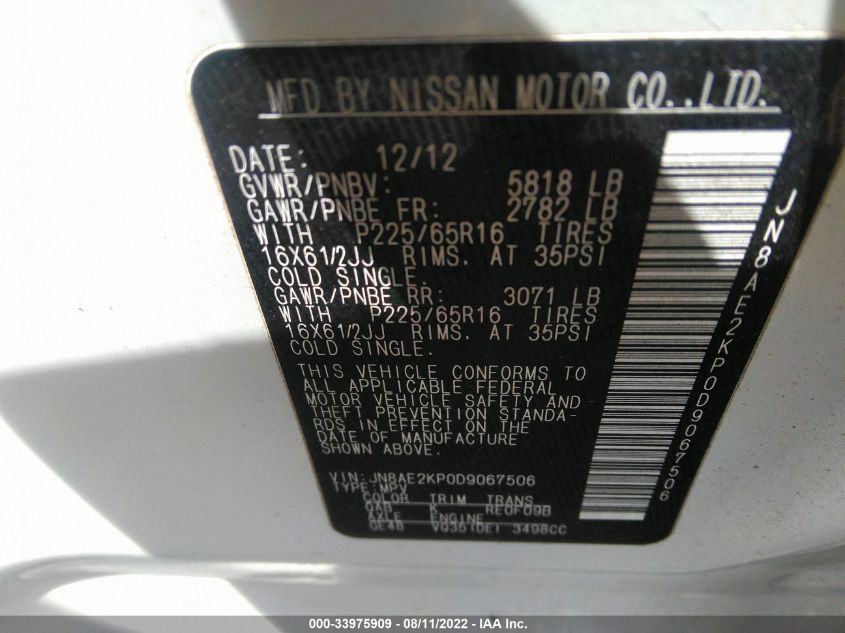 MFD BY NISSAN MOTOR CO.,LTD.
DATE: 12/12
GVWR/PNBV: 5818 LB
GAWR/PNBE FR: 2782 LB
WITH P225/65R16 TIRES
16X61/2JJ RIMS. AT 35PSI
COLD SINGLE.
GAWR/PNBE RR: 3071 LB
WITH P225/65R16 TIRES
16X61/2JJ RIMS. AT 35PSI
COLD SINGLE.
THIS VEHICLE CONFORMS TO
ALL APPLICABLE FEDERAL
MOTOR VEHICLE SAFETY AND
THEFT PREVENTION STANDA-
RDS IN EFFECT ON THE
DATE OF MANUFACTURE
SHOWN ABOVE.
VIN:JN8AE2KP0D9067506
TYPE:MPV
COLOR TRIM TRANS
QAB K RE0F09B
AXLE ENGINE
GE48 VQ35(DE) 3498CC
JN8AE2KP0D9067506
000-33975909 - 08/11/2022 - IAA Inc.